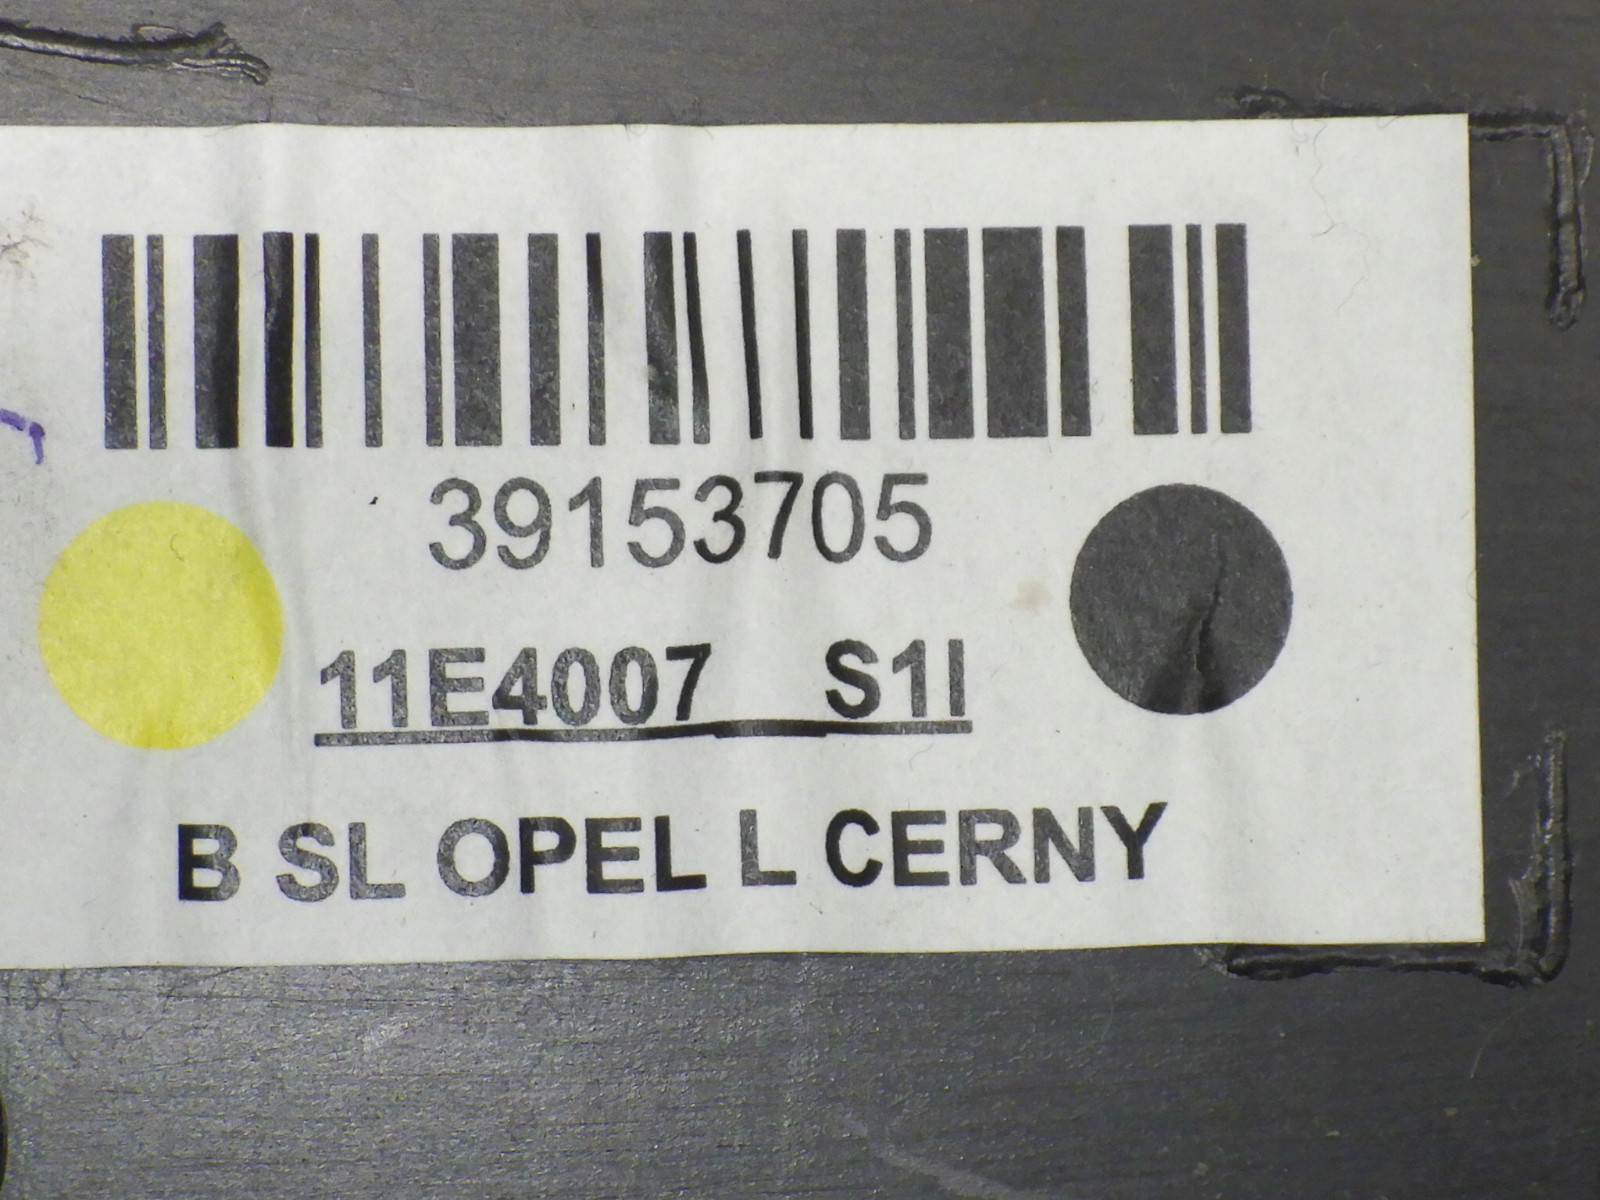 39153705
11E4007 S1I
B SL OPEL L CERNY